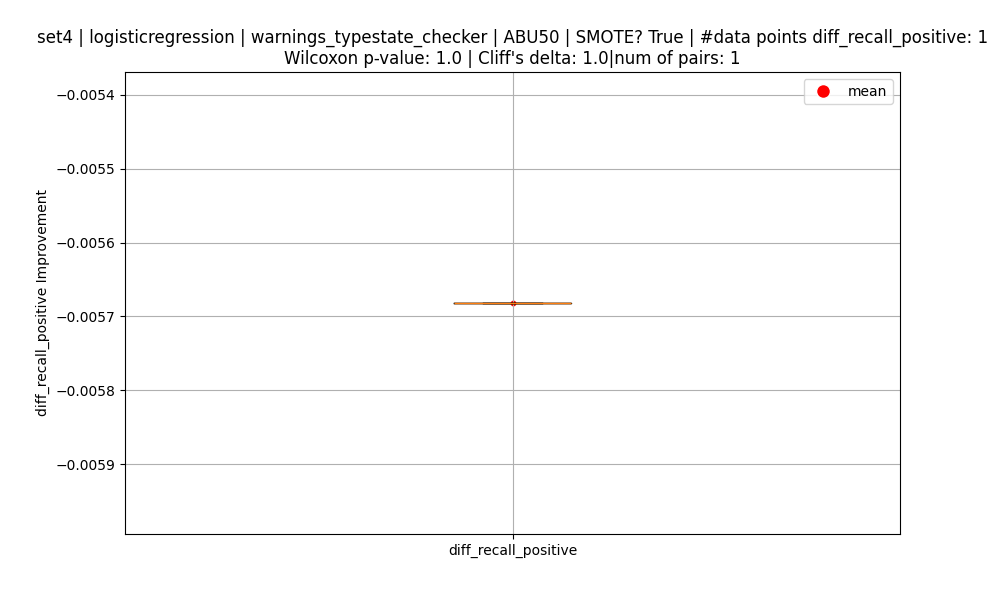 set4 | logisticregression | warnings_typestate_checker | ABU50 | SMOTE? True | #data points diff_recall_positive: 1
Wilcoxon p-value: 1.0 | Cliff's delta: 1.0|num of pairs: 1
mean
−0.0054
−0.0055
−0.0056
−0.0057
−0.0058
−0.0059
diff_recall_positive Improvement
diff_recall_positive